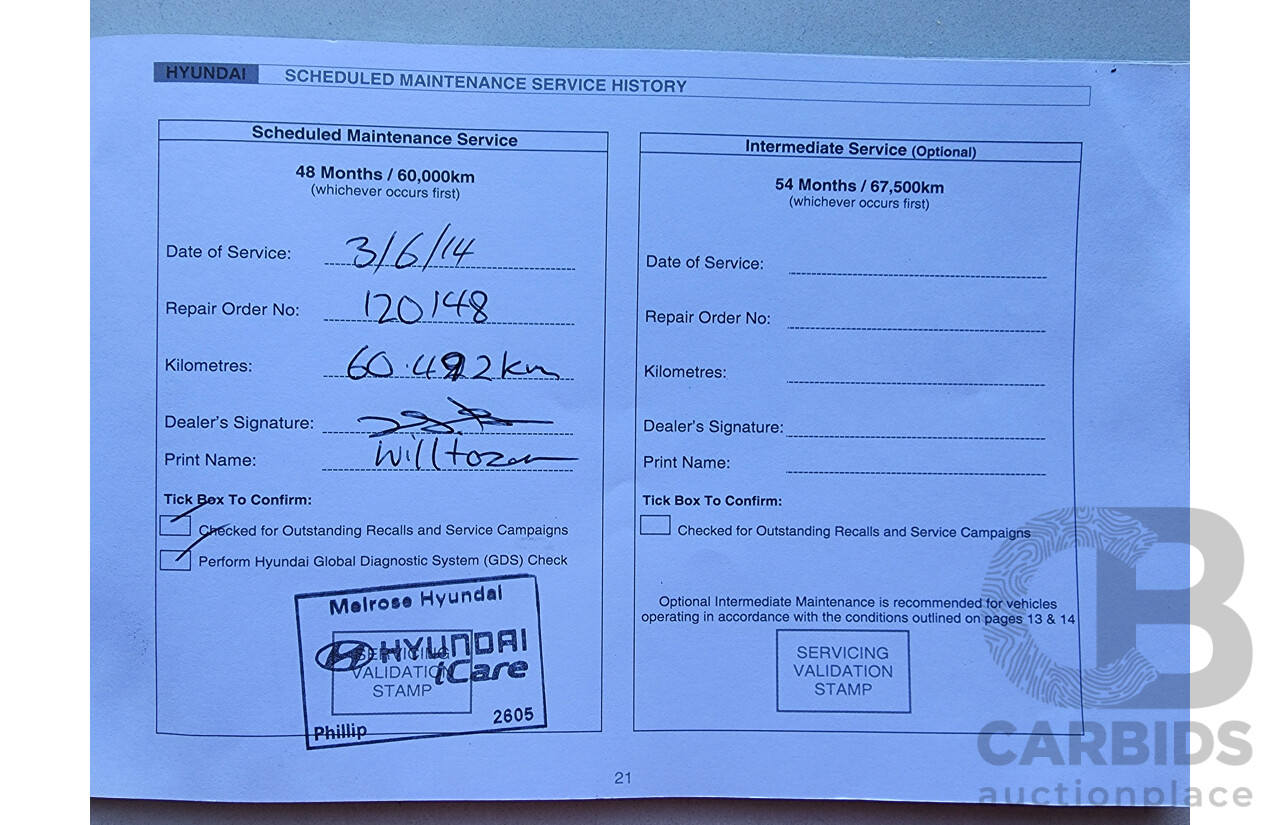 HYUNDAI SCHEDULED MAINTENANCE SERVICE HISTORY
Scheduled Maintenance Service
48 Months / 60,000km
(whichever occurs first)
Date of Service: 3/6/14
Repair Order No: 120148
Kilometres: 60.492km
Dealer's Signature:
Print Name: Will
Tick Box To Confirm:
Checked for Outstanding Recalls and Service Campaigns
Perform Hyundai Global Diagnostic System (GDS) Check
Melrose Hyundai
HYUNDAI
iCare
SERVICING
VALIDATION
STAMP
Phillip 2605
Intermediate Service (Optional)
54 Months / 67,500km
(whichever occurs first)
Date of Service:
Repair Order No:
Kilometres:
Dealer's Signature:
Print Name:
Tick Box To Confirm:
Checked for Outstanding Recalls and Service Campaigns
Optional Intermediate Maintenance is recommended for vehicles
operating in accordance with the conditions outlined on pages 13 & 14
SERVICING
VALIDATION
STAMP
21
CB
CARBIDS
auctionplace